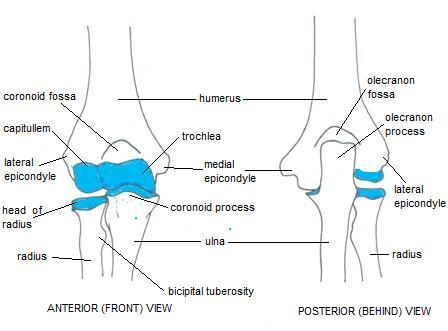 olecranon
fossa
coronoid fossa
humerus
olecranon
process
capitullem
trochlea
lateral
epicondyle
medial
epicondyle
lateral
epicondyle
head of
radius
coronoid process
ulna
radius
radius
bicipital tuberosity
ANTERIOR (FRONT) VIEW
POSTERIOR (BEHIND) VIEW